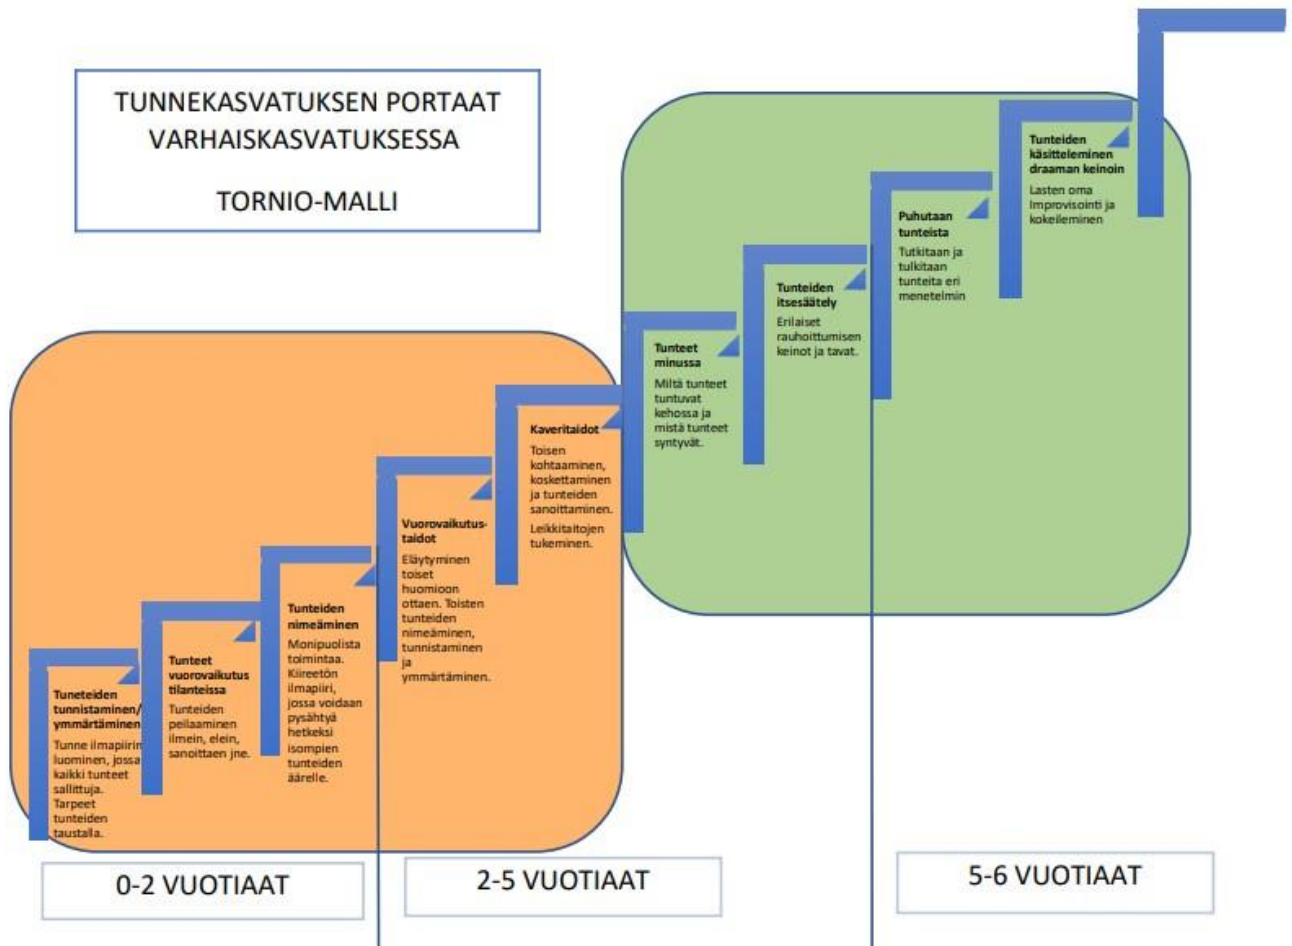 TUNNEKASVATUKSEN PORTAAT
VARHAISKASVATUKSESSA
TORNIO-MALLI
Tuneteiden
tunnistaminen/
ymmärtäminen
Tunne ilmapiirin
luominen, jossa
kaikki tunteet
sallittuja.
Tarpeet
tunteiden
taustalla.
Tunteet
vuorovaikutus
tilanteissa
Tunteiden
peilaaminen
ilmein, elein,
sanoittaen jne.
Tunteiden
nimeäminen
Monipuolista
toimintaa.
Kiireetön
ilmapiiri,
jossa voidaan
pysähtyä
hetkeksi
isompien
tunteiden
äärelle.
Vuorovaikutus-
taidot
Eläytyminen
toiset
huomioon
ottaen. Toisten
tunteiden
nimeäminen,
tunnistaminen
ja
ymmärtäminen.
Kaveritaidot
Toisen
kohtaaminen,
koskettaminen
ja tunteiden
sanoittaminen.
Leikkitaitojen
tukeminen.
Tunteet
minussa
Miltä tunteet
tuntuvat
kehossa ja
mistä tunteet
syntyvät.
Tunteiden
itsesäätely
Erilaiset
rauhoittumisen
keinot ja tavat.
Puhutaan
tunteista
Tutkitaan ja
tulkitaan
tunteita eri
menetelmin
Tunteiden
käsitteleminen
draaman keinoin
Lasten oma
Improvisointi ja
kokeileminen
0-2 VUOTIAAT
2-5 VUOTIAAT
5-6 VUOTIAAT